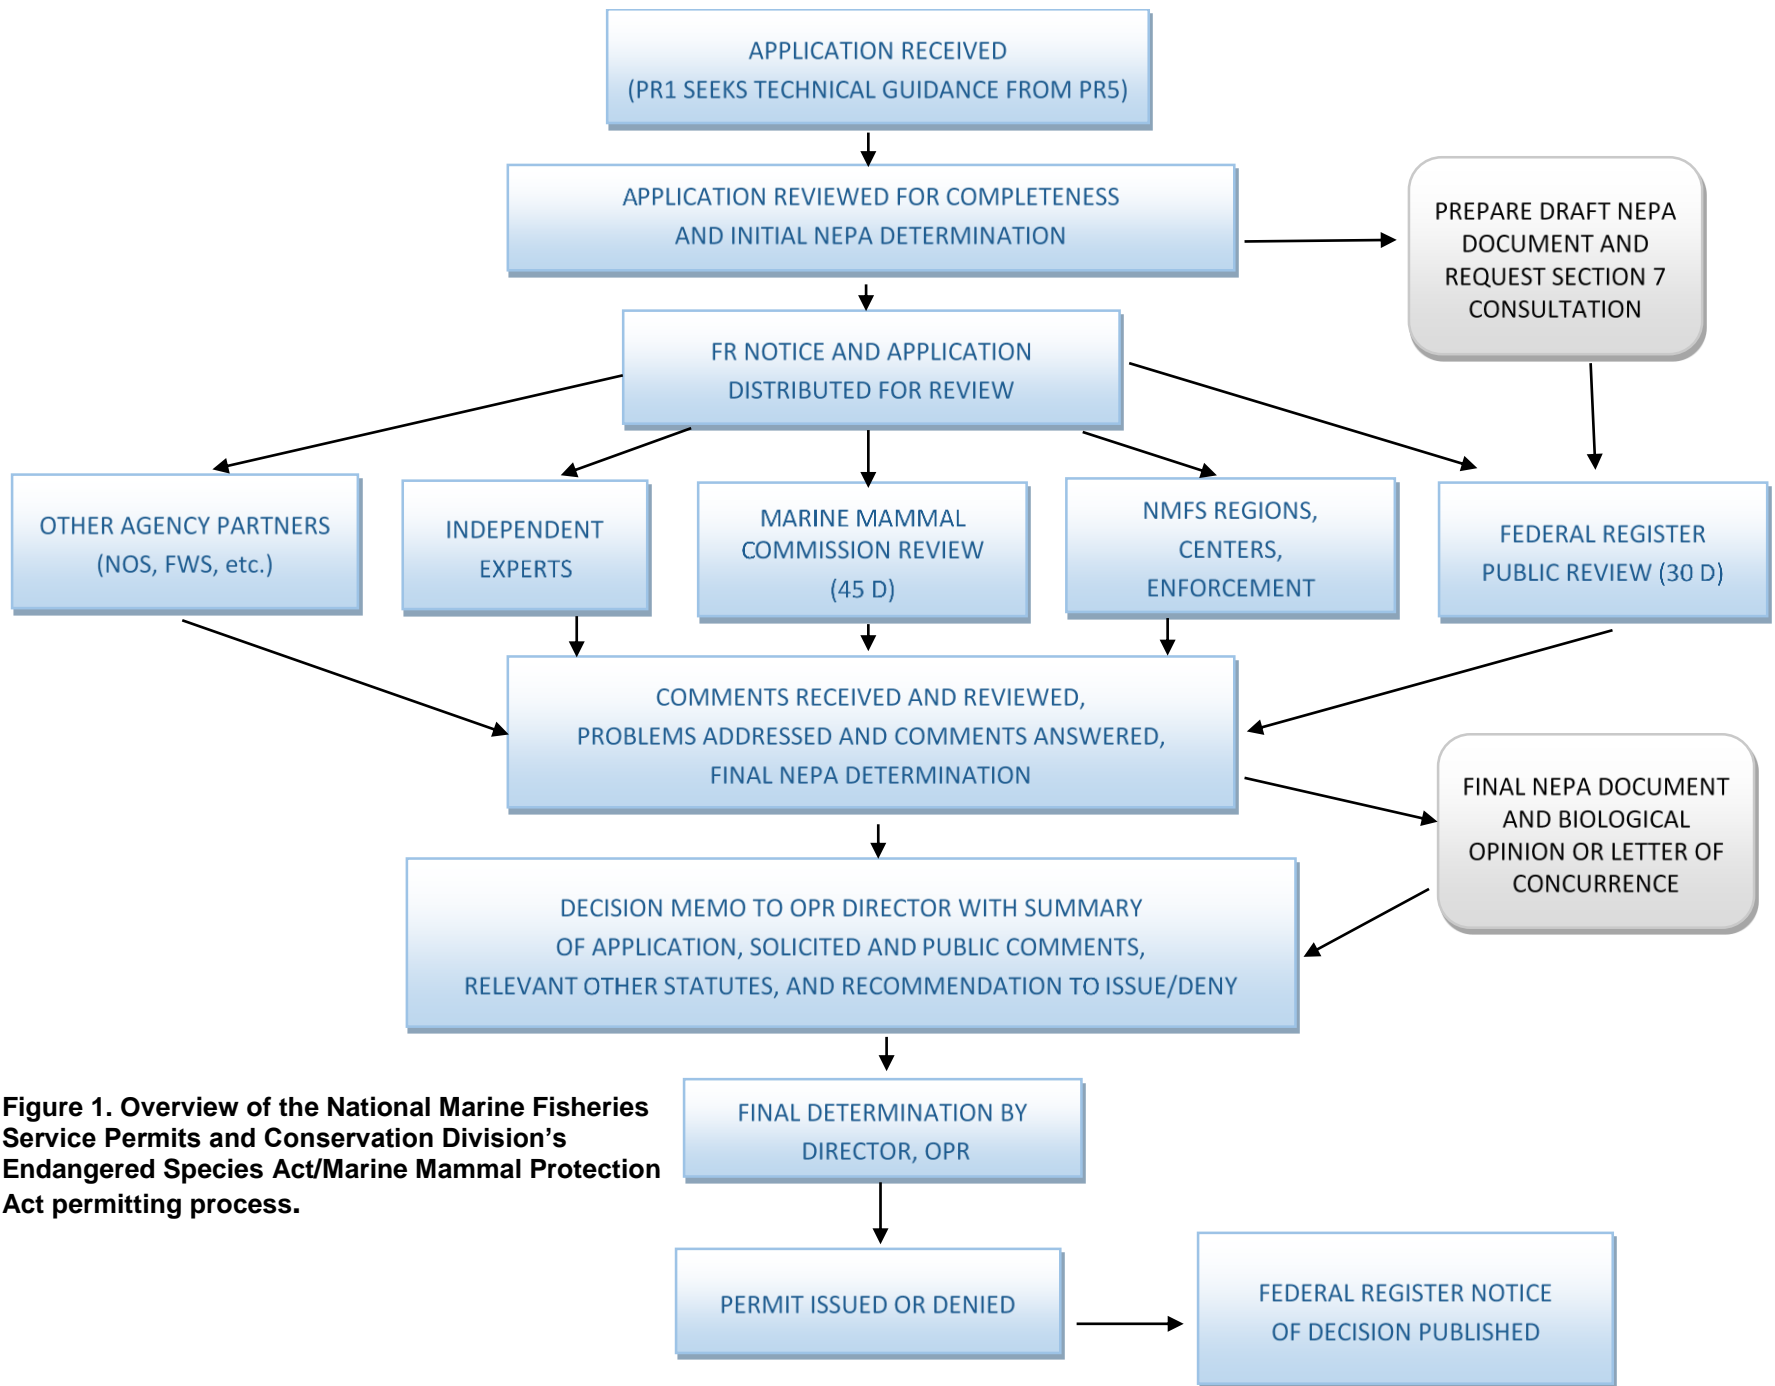 APPLICATION RECEIVED
(PR1 SEEKS TECHNICAL GUIDANCE FROM PR5)
APPLICATION REVIEWED FOR COMPLETENESS
AND INITIAL NEPA DETERMINATION
PREPARE DRAFT NEPA
DOCUMENT AND
REQUEST SECTION 7
CONSULTATION
FR NOTICE AND APPLICATION
DISTRIBUTED FOR REVIEW
OTHER AGENCY PARTNERS
(NOS, FWS, etc.)
INDEPENDENT
EXPERTS
MARINE MAMMAL
COMMISSION REVIEW
(45 D)
NMFS REGIONS,
CENTERS,
ENFORCEMENT
FEDERAL REGISTER
PUBLIC REVIEW (30 D)
COMMENTS RECEIVED AND REVIEWED,
PROBLEMS ADDRESSED AND COMMENTS ANSWERED,
FINAL NEPA DETERMINATION
FINAL NEPA DOCUMENT
AND BIOLOGICAL
OPINION OR LETTER OF
CONCURRENCE
DECISION MEMO TO OPR DIRECTOR WITH SUMMARY
OF APPLICATION, SOLICITED AND PUBLIC COMMENTS,
RELEVANT OTHER STATUTES, AND RECOMMENDATION TO ISSUE/DENY
FINAL DETERMINATION BY
DIRECTOR, OPR
Figure 1. Overview of the National Marine Fisheries
Service Permits and Conservation Division’s
Endangered Species Act/Marine Mammal Protection
Act permitting process.
PERMIT ISSUED OR DENIED
FEDERAL REGISTER NOTICE
OF DECISION PUBLISHED